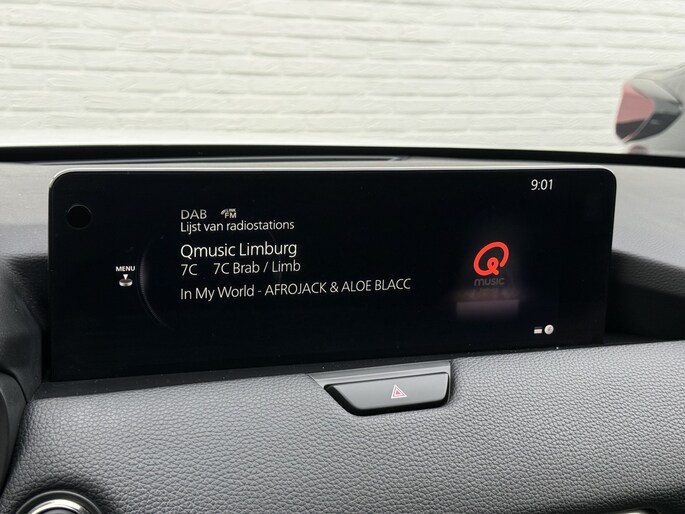 9:01
DAB LINK FM
Lijst van radiostations
Qmusic Limburg
7C 7C Brab / Limb
In My World - AFROJACK & ALOE BLACC
MENU
Q
music